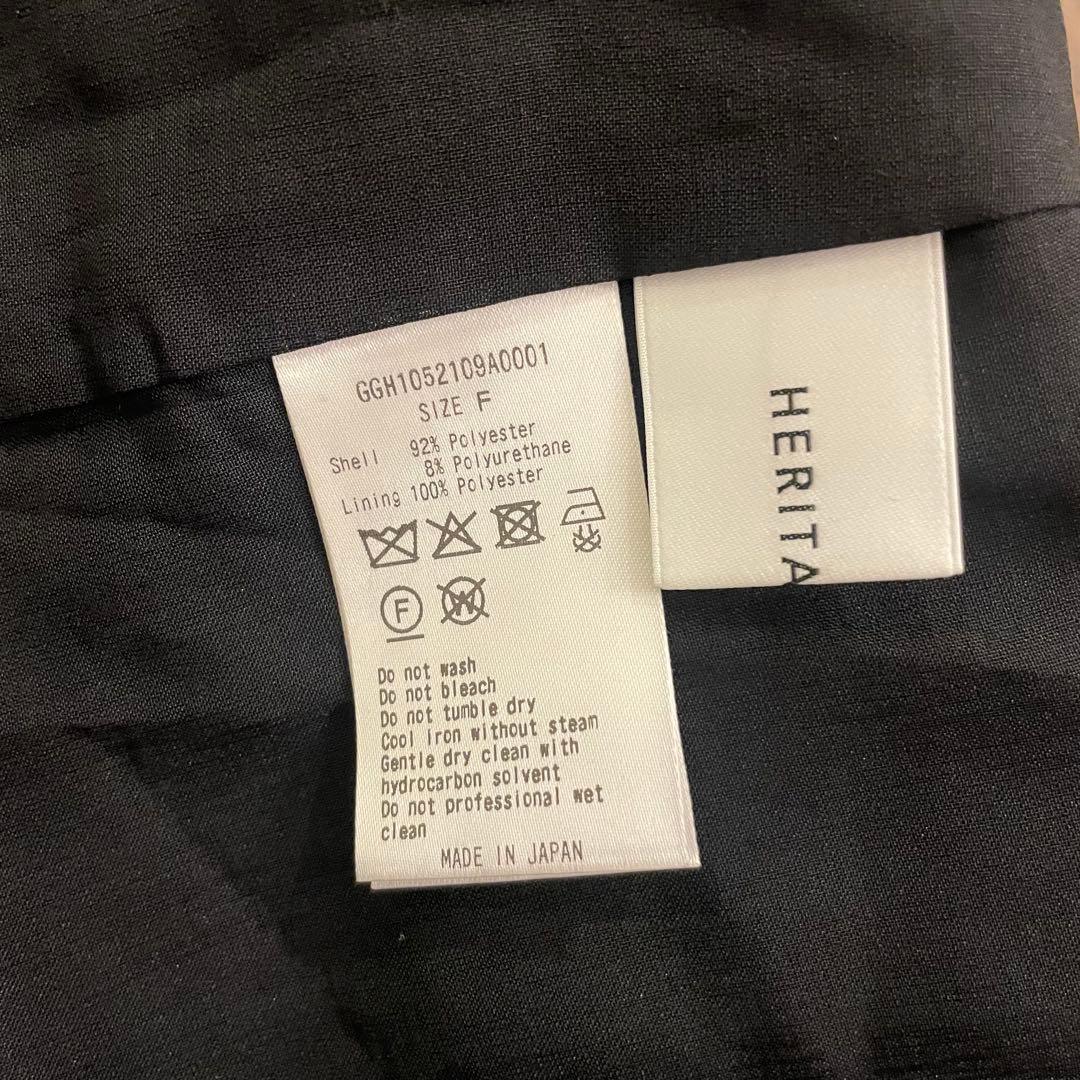 GGH1052109A0001
SIZE F
Shell 92% Polyester
8% Polyurethane
Lining 100% Polyester
F
W
Do not wash
Do not bleach
Do not tumble dry
Cool iron without steam
Gentle dry clean with
hydrocarbon solvent
Do not professional wet
clean
MADE IN JAPAN
HERITA